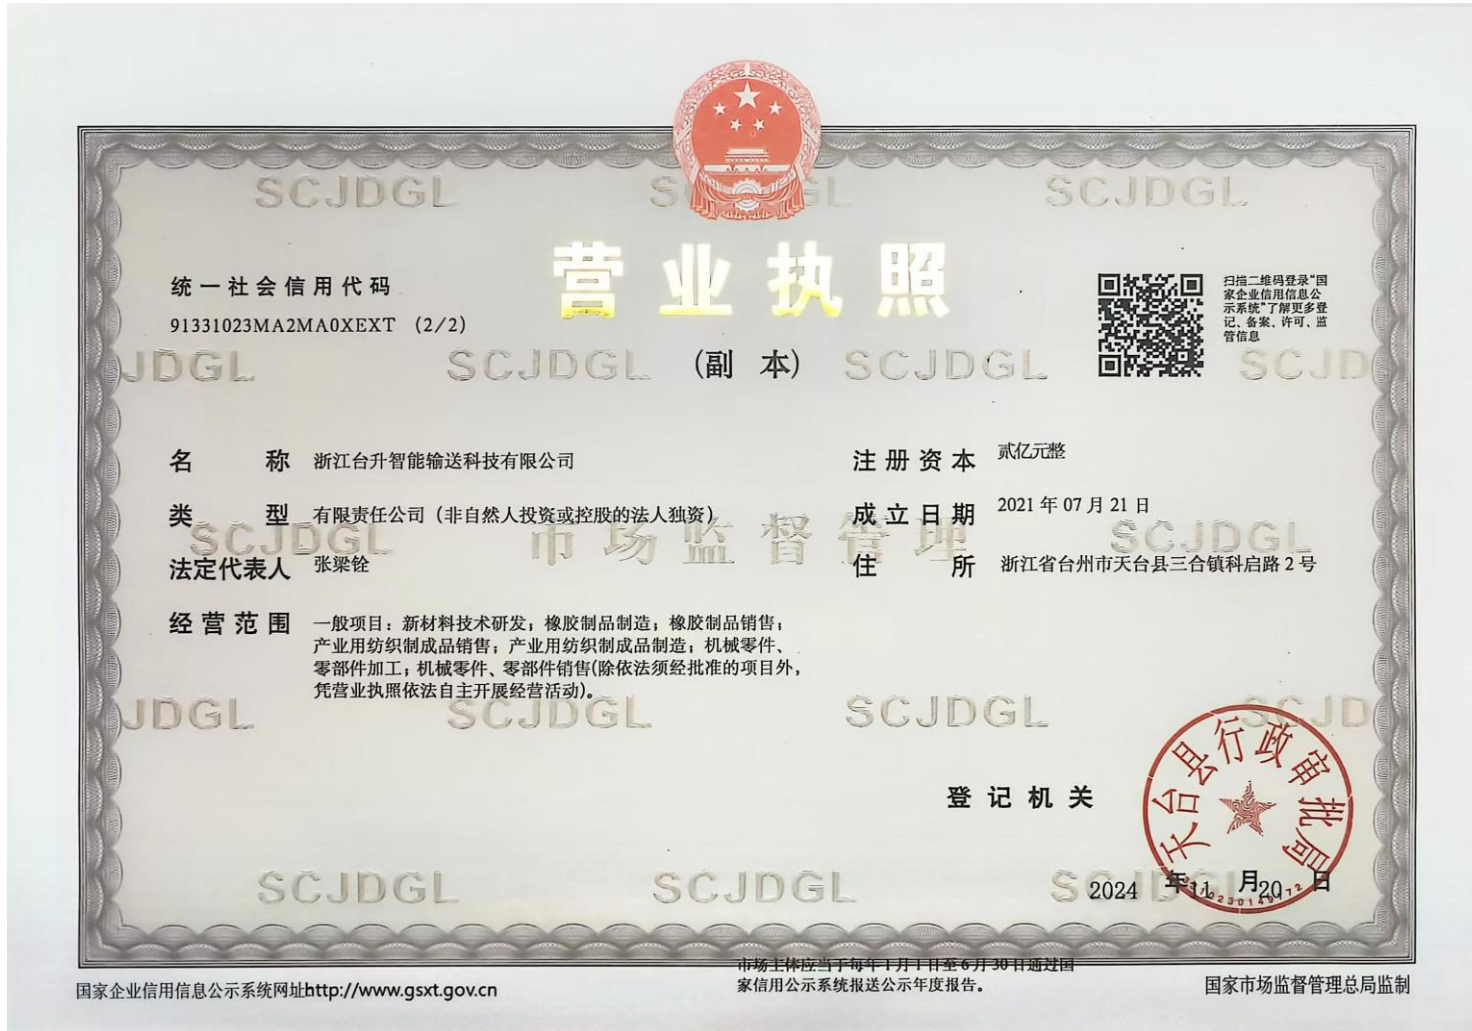 营业执照
(副 本)
统一社会信用代码
91331023MA2MA0XEXT (2/2)
扫描二维码登录“国
家企业信用信息公
示系统”了解更多登
记、备案、许可、监
管信息
名 称 浙江台升智能输送科技有限公司
类 型 有限责任公司（非自然人投资或控股的法人独资）
法定代表人 张梁铨
经营范围 一般项目：新材料技术研发；橡胶制品制造；橡胶制品销售；
产业用纺织制成品销售；产业用纺织制成品制造；机械零件、
零部件加工；机械零件、零部件销售(除依法须经批准的项目外，
凭营业执照依法自主开展经营活动)。
注册资本 贰亿元整
成立日期 2021年07月21日
住 所 浙江省台州市天台县三合镇科启路2号
SCJDGL
市场监督管理
登记机关
天台县行政审批局
2024 年11 月20 日
国家企业信用信息公示系统网址http://www.gsxt.gov.cn
市场主体应当于每年1月1日至6月30日通过国
家信用公示系统报送公示年度报告。
国家市场监督管理总局监制